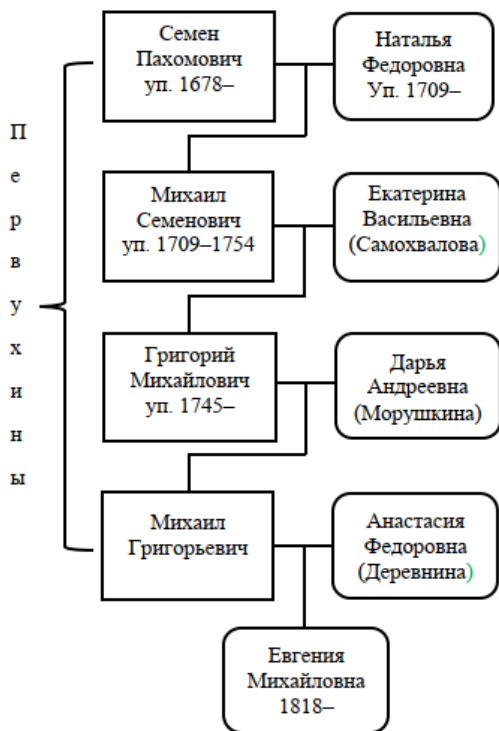 Первухины
Семен
Пахомович
уп. 1678–
Наталья
Федоровна
Уп. 1709–
Михаил
Семенович
уп. 1709–1754
Екатерина
Васильевна
(Самохвалова)
Григорий
Михайлович
уп. 1745–
Дарья
Андреевна
(Морушкина)
Михаил
Григорьевич
Анастасия
Федоровна
(Деревнина)
Евгения
Михайловна
1818–